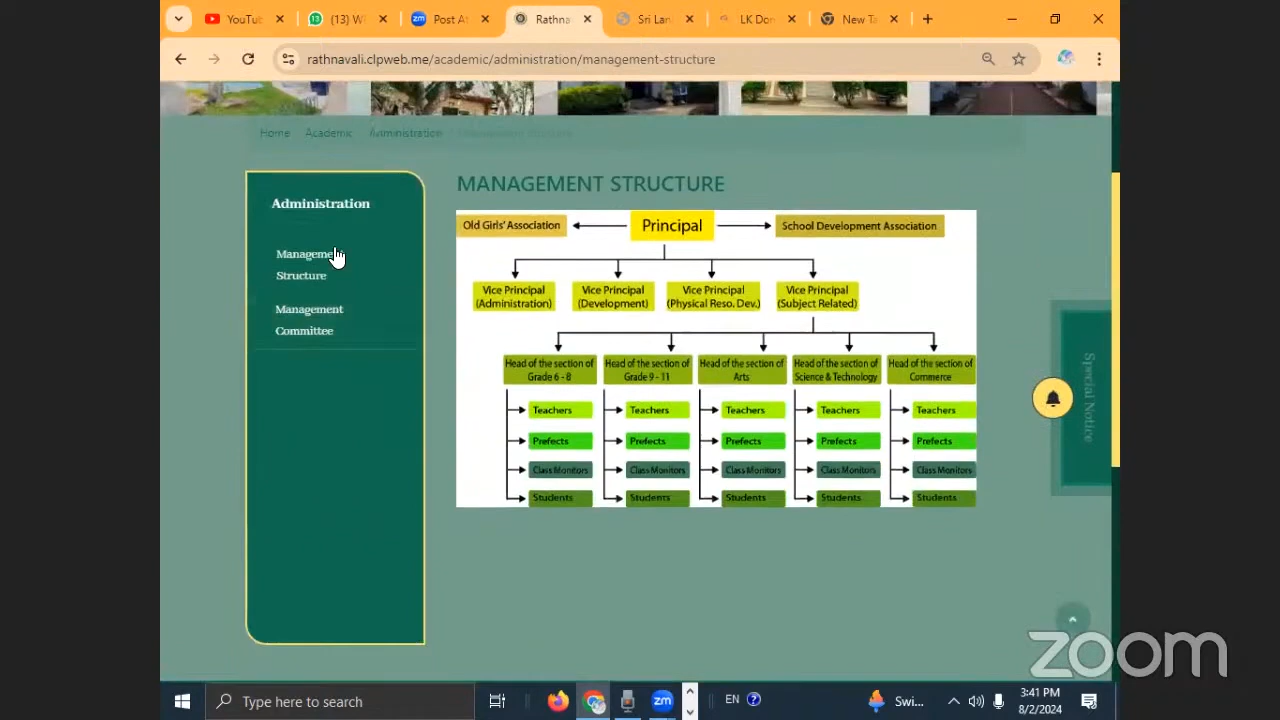 YouTub
(13) W
Post A
Rathna
Sri Lan
LK Dom
New Ta
rathnavali.clpweb.me/academic/administration/management-structure
Home Academic Administration
Administration
Management
Structure
Management
Committee
MANAGEMENT STRUCTURE
Old Girls' Association
Principal
School Development Association
Vice Principal
(Administration)
Vice Principal
(Development)
Vice Principal
(Physical Reso. Dev.)
Vice Principal
(Subject Related)
Head of the section of
Grade 6 - 8
Head of the section of
Grade 9 - 11
Head of the section of
Arts
Head of the section of
Science & Technology
Head of the section of
Commerce
Teachers Teachers Teachers Teachers Teachers
Prefects Prefects Prefects Prefects Prefects
Class Monitors Class Monitors Class Monitors Class Monitors Class Monitors
Students Students Students Students Students
Special Notice
zoom
Type here to search
zm
EN
Swi...
3:41 PM
8/2/2024